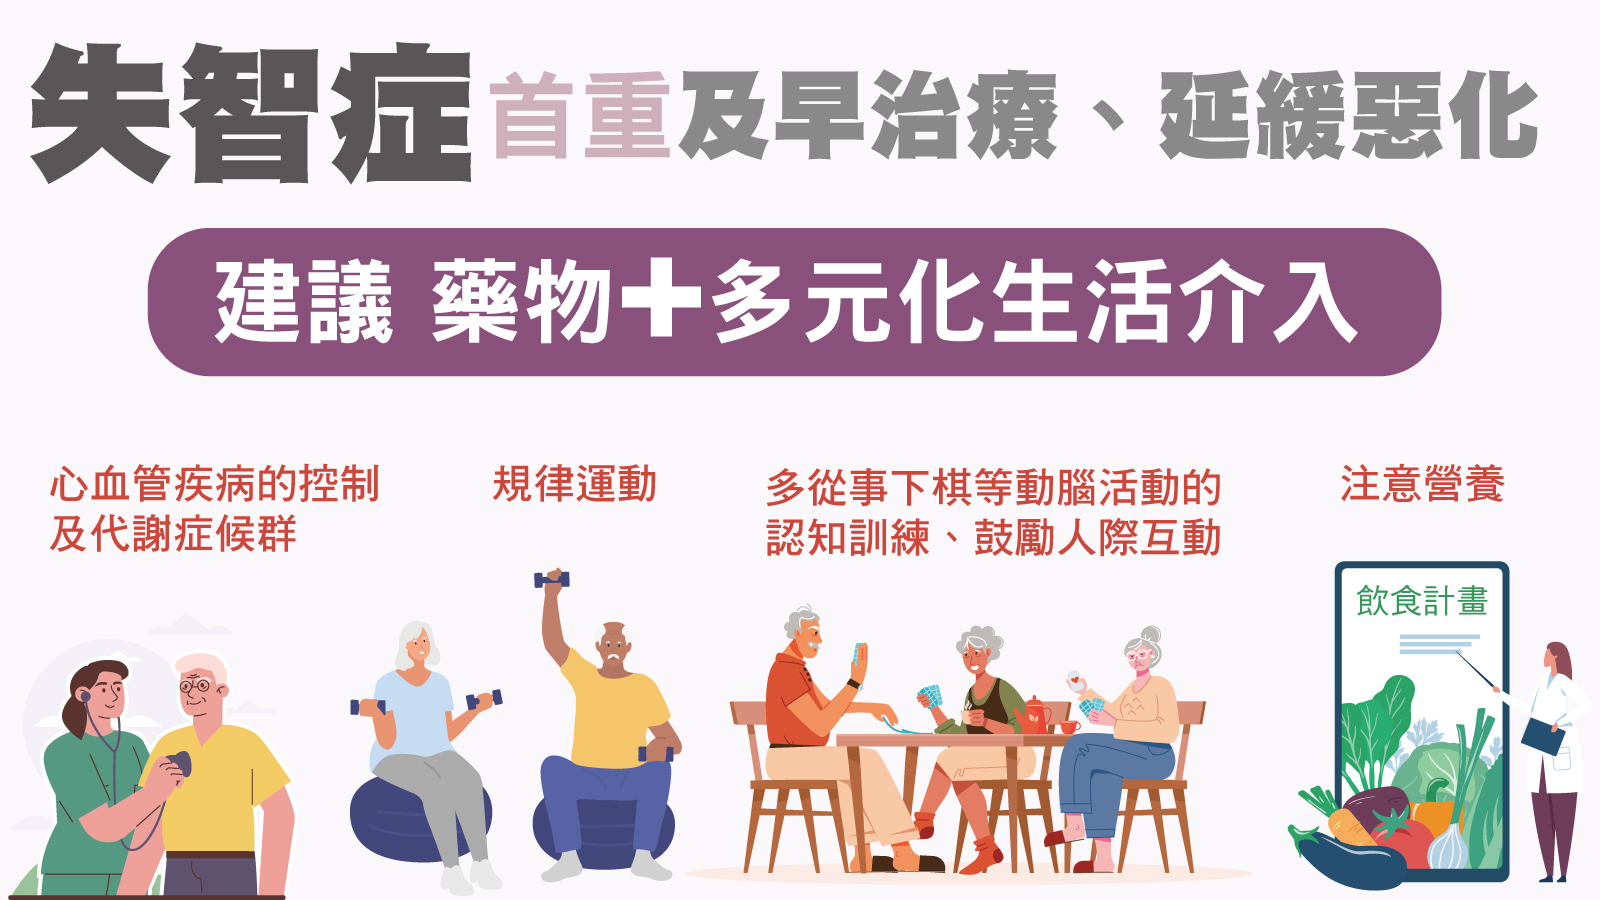 失智症首重及早治療、延緩惡化
建議 藥物+多元化生活介入
心血管疾病的控制
及代謝症候群
規律運動
多從事下棋等動腦活動的
認知訓練、鼓勵人際互動
注意營養
飲食計畫